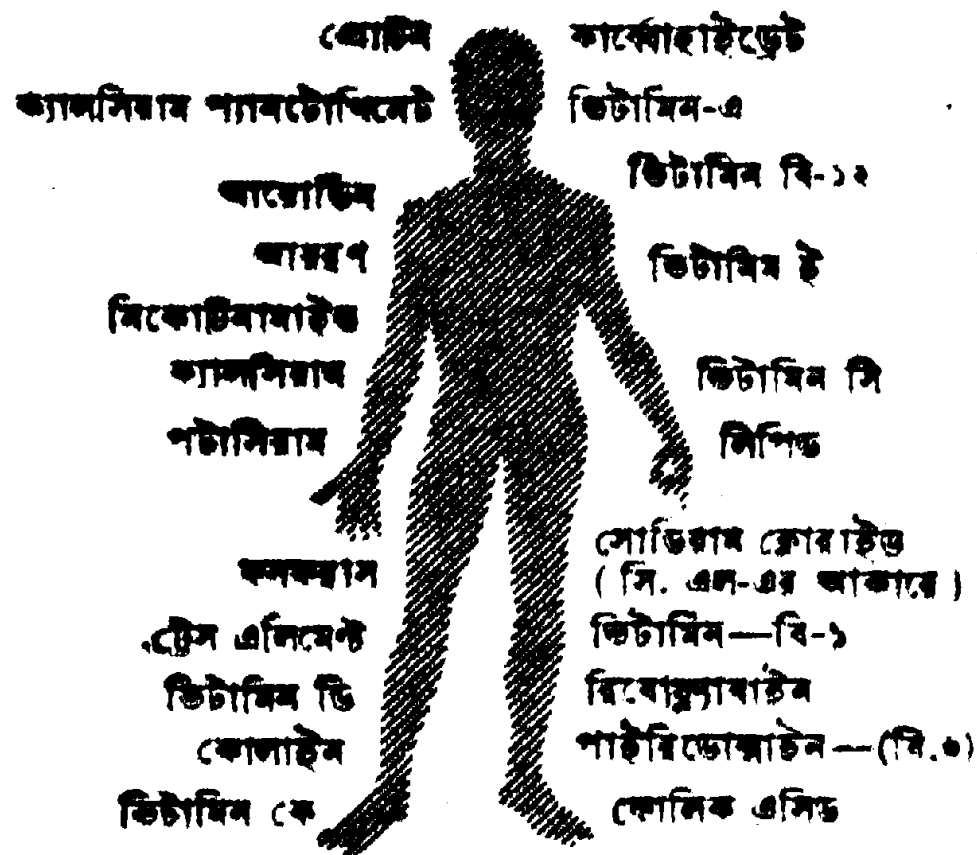 প্রোটিন
কার্বোহাইড্রেট
ক্যালসিয়াম প্যানটোথিনেট
ভিটামিন-এ
ভিটামিন বি-১২
আয়োডিন
আয়রণ
ভিটামিন ই
নিকোটিনামাইড
ক্যালসিয়াম
ভিটামিন সি
পটাসিয়াম
লিপিড
সোডিয়াম ক্লোরাইড
ফসফরাস
( সি. এল-এর আকারে )
ট্রেস এলিমেন্ট
ভিটামিন—বি-১
ভিটামিন ডি
রিবোফ্ল্যাবাইন
কোলাইন
পাইরিডোক্সাইন—(বি.৬)
ভিটামিন কে
ফোলিক এসিড